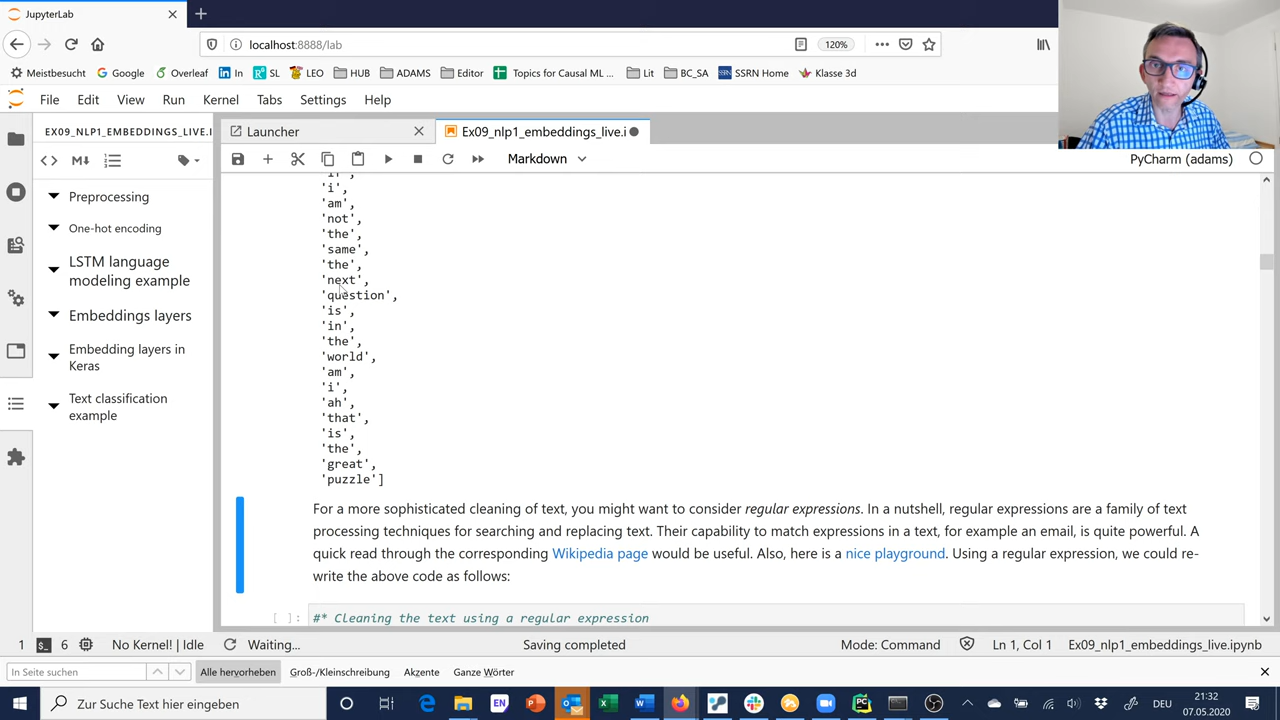 JupyterLab
localhost:8888/lab
120%
Meistbesucht
Google
Overleaf
In
SL
LEO
HUB
ADAMS
Editor
Topics for Causal ML ...
Lit
BC_SA
SSRN Home
Klasse 3d
File
Edit
View
Run
Kernel
Tabs
Settings
Help
EX09_NLP1_EMBEDDINGS_LIVE.I
Launcher
Ex09_nlp1_embeddings_live.i
Markdown
PyCharm (adams)
Preprocessing
One-hot encoding
LSTM language
modeling example
Embeddings layers
Embedding layers in
Keras
Text classification
example
'i',
'am',
'not',
'the',
'same',
'the',
'next',
'question',
'is',
'in',
'the',
'world',
'am',
'i',
'ah',
'that',
'is',
'the',
'great',
'puzzle']
For a more sophisticated cleaning of text, you might want to consider regular expressions. In a nutshell, regular expressions are a family of text
processing techniques for searching and replacing text. Their capability to match expressions in a text, for example an email, is quite powerful. A
quick read through the corresponding Wikipedia page would be useful. Also, here is a nice playground. Using a regular expression, we could re-
write the above code as follows:
[ ]: #* Cleaning the text using a regular expression
1
6
No Kernel! | Idle
Waiting...
Saving completed
Mode: Command
Ln 1, Col 1
Ex09_nlp1_embeddings_live.ipynb
In Seite suchen
Alle hervorheben
Groß-/Kleinschreibung
Akzente
Ganze Wörter
Zur Suche Text hier eingeben
EN
DEU
21:32
07.05.2020